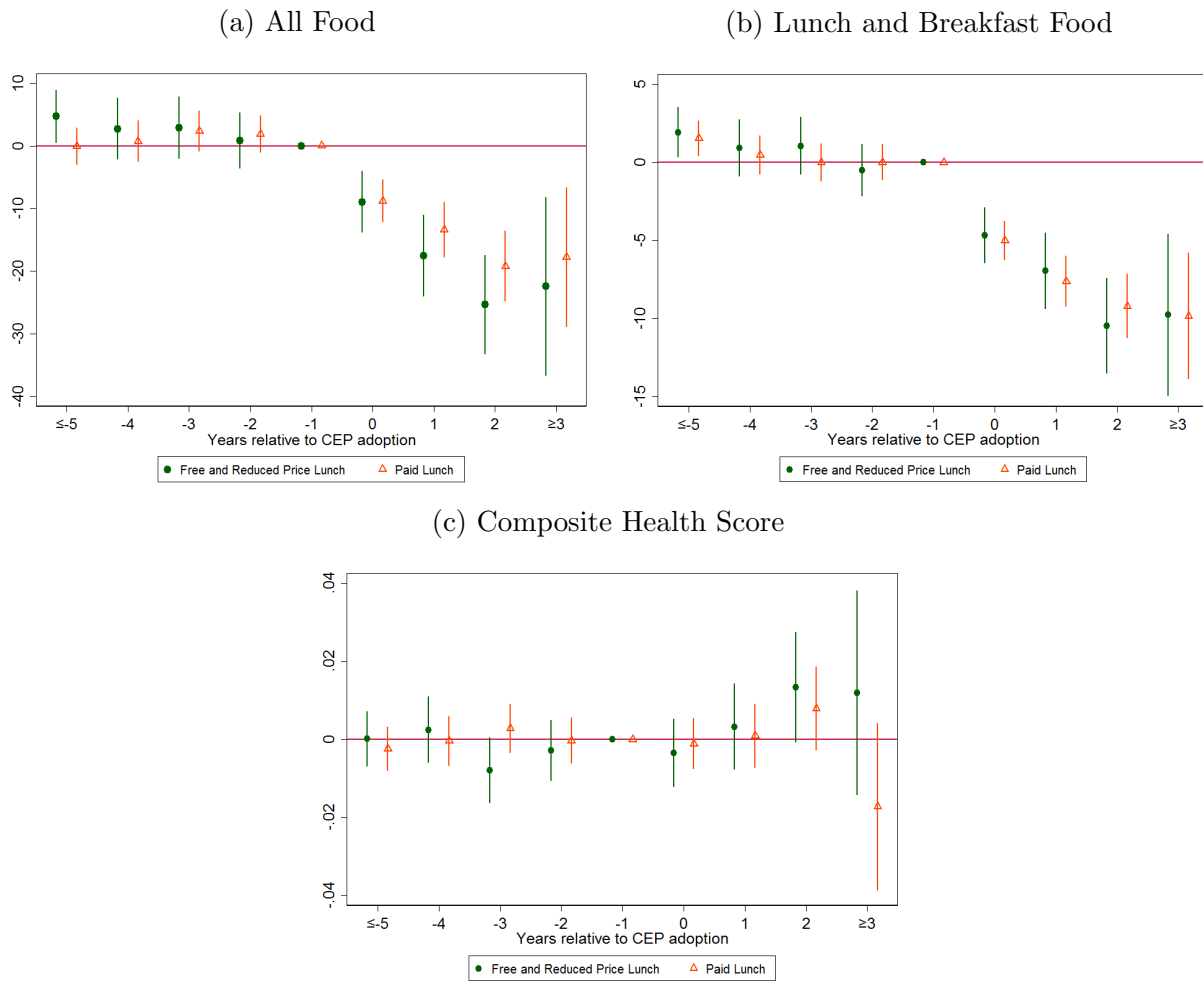 (a) All Food
(b) Lunch and Breakfast Food
10
0
-10
-20
-30
-40
≤-5 -4 -3 -2 -1 0 1 2 ≥3
Years relative to CEP adoption
Free and Reduced Price Lunch Paid Lunch
5
0
-5
-10
-15
≤-5 -4 -3 -2 -1 0 1 2 ≥3
Years relative to CEP adoption
Free and Reduced Price Lunch Paid Lunch
(c) Composite Health Score
.04
.02
0
-.02
-.04
≤-5 -4 -3 -2 -1 0 1 2 ≥3
Years relative to CEP adoption
Free and Reduced Price Lunch Paid Lunch